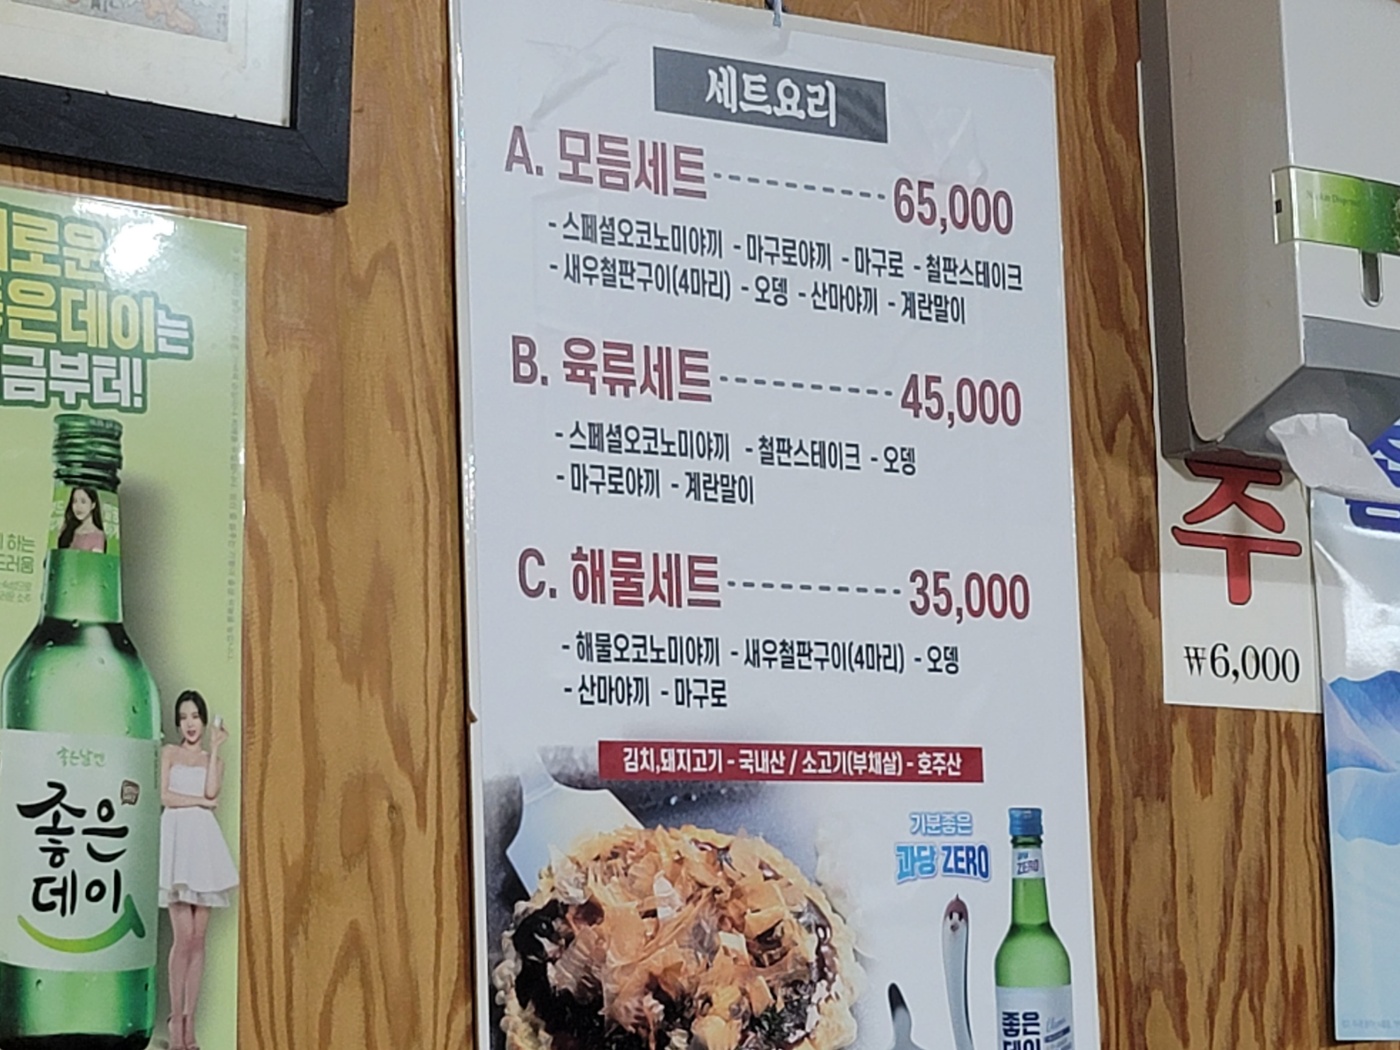 세트요리
A. 모듬세트 ---------- 65,000
- 스페셜오코노미야끼 - 마구로야끼 - 마구로 - 철판스테이크
- 새우철판구이(4마리) - 오뎅 - 산마야끼 - 계란말이
B. 육류세트 ---------- 45,000
- 스페셜오코노미야끼 - 철판스테이크 - 오뎅
- 마구로야끼 - 계란말이
C. 해물세트 ---------- 35,000
- 해물오코노미야끼 - 새우철판구이(4마리) - 오뎅
- 산마야끼 - 마구로
김치,돼지고기 - 국내산 / 소고기(부채살) - 호주산
기분좋은
과당 ZERO
ZERO
좋은
데이
로운
은데이는
금부터!
하는
좋은날엔
좋은
데이
주
₩6,000